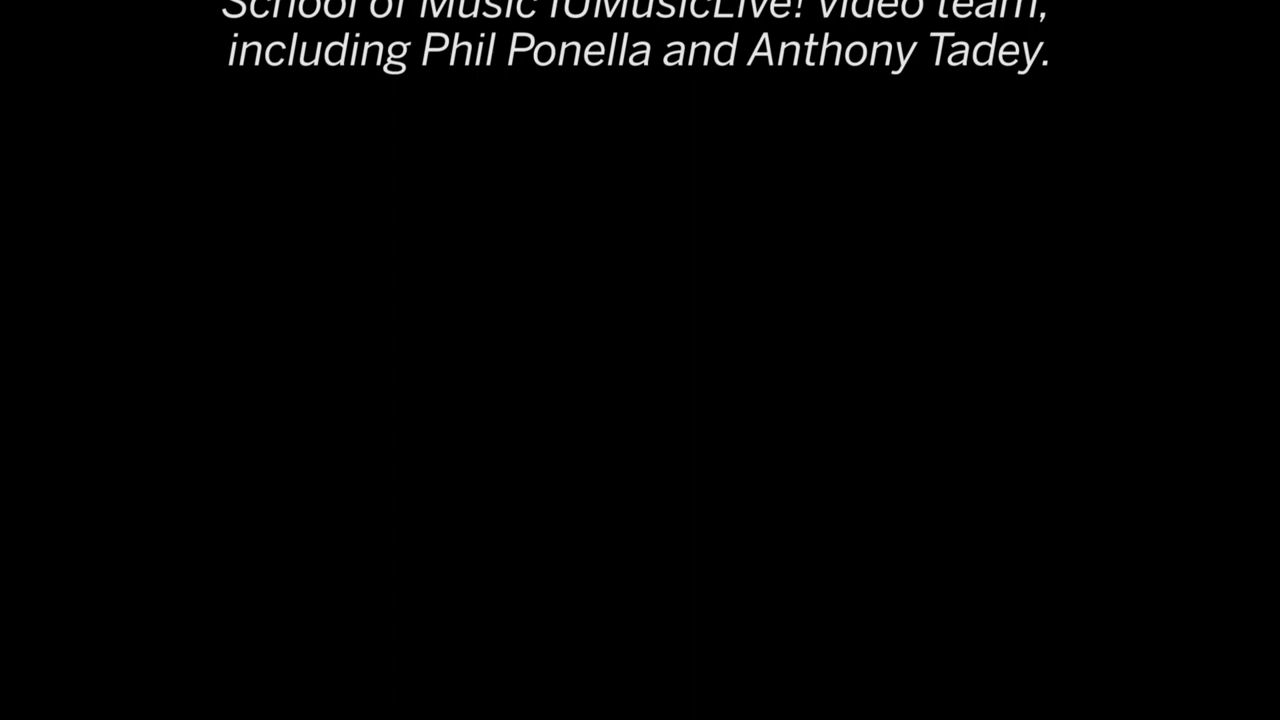 School of Music IUMusicLive! video team,
including Phil Ponella and Anthony Tadey.